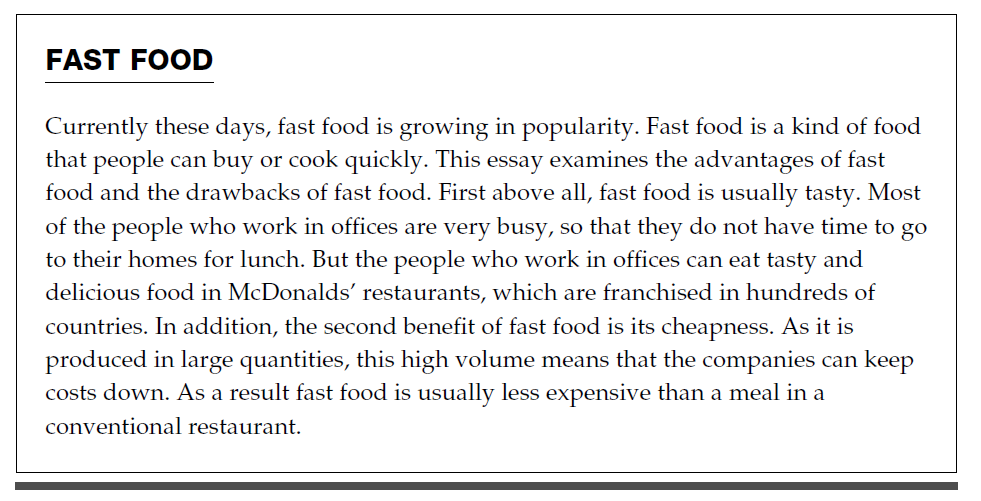 FAST FOOD
Currently these days, fast food is growing in popularity. Fast food is a kind of food
that people can buy or cook quickly. This essay examines the advantages of fast
food and the drawbacks of fast food. First above all, fast food is usually tasty. Most
of the people who work in offices are very busy, so that they do not have time to go
to their homes for lunch. But the people who work in offices can eat tasty and
delicious food in McDonalds’ restaurants, which are franchised in hundreds of
countries. In addition, the second benefit of fast food is its cheapness. As it is
produced in large quantities, this high volume means that the companies can keep
costs down. As a result fast food is usually less expensive than a meal in a
conventional restaurant.